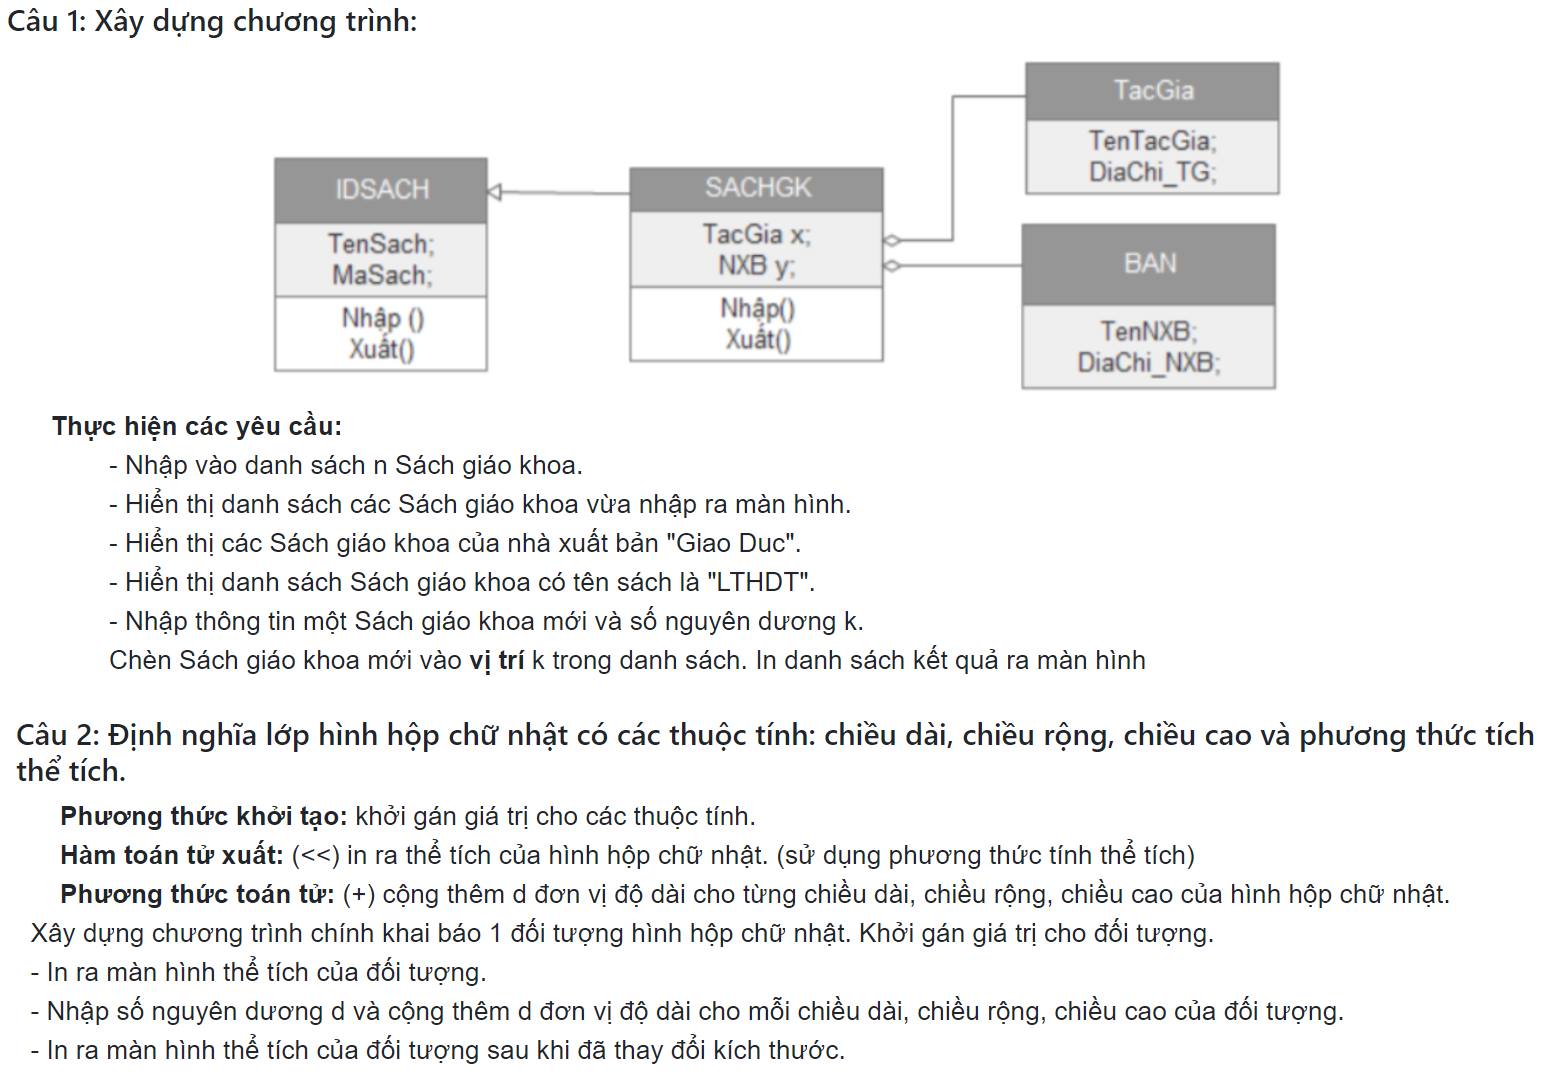 Câu 1: Xây dựng chương trình:
TacGia
TenTacGia;
DiaChi_TG;
IDSACH
TenSach;
MaSach;
Nhập ()
Xuất()
SACHGK
TacGia x;
NXB y;
Nhập()
Xuất()
BAN
TenNXB;
DiaChi_NXB;
Thực hiện các yêu cầu:
- Nhập vào danh sách n Sách giáo khoa.
- Hiển thị danh sách các Sách giáo khoa vừa nhập ra màn hình.
- Hiển thị các Sách giáo khoa của nhà xuất bản "Giao Duc".
- Hiển thị danh sách Sách giáo khoa có tên sách là "LTHDT".
- Nhập thông tin một Sách giáo khoa mới và số nguyên dương k.
Chèn Sách giáo khoa mới vào vị trí k trong danh sách. In danh sách kết quả ra màn hình
Câu 2: Định nghĩa lớp hình hộp chữ nhật có các thuộc tính: chiều dài, chiều rộng, chiều cao và phương thức tích
thể tích.
Phương thức khởi tạo: khởi gán giá trị cho các thuộc tính.
Hàm toán tử xuất: (<<) in ra thể tích của hình hộp chữ nhật. (sử dụng phương thức tính thể tích)
Phương thức toán tử: (+) cộng thêm d đơn vị độ dài cho từng chiều dài, chiều rộng, chiều cao của hình hộp chữ nhật.
Xây dựng chương trình chính khai báo 1 đối tượng hình hộp chữ nhật. Khởi gán giá trị cho đối tượng.
- In ra màn hình thể tích của đối tượng.
- Nhập số nguyên dương d và cộng thêm d đơn vị độ dài cho mỗi chiều dài, chiều rộng, chiều cao của đối tượng.
- In ra màn hình thể tích của đối tượng sau khi đã thay đổi kích thước.